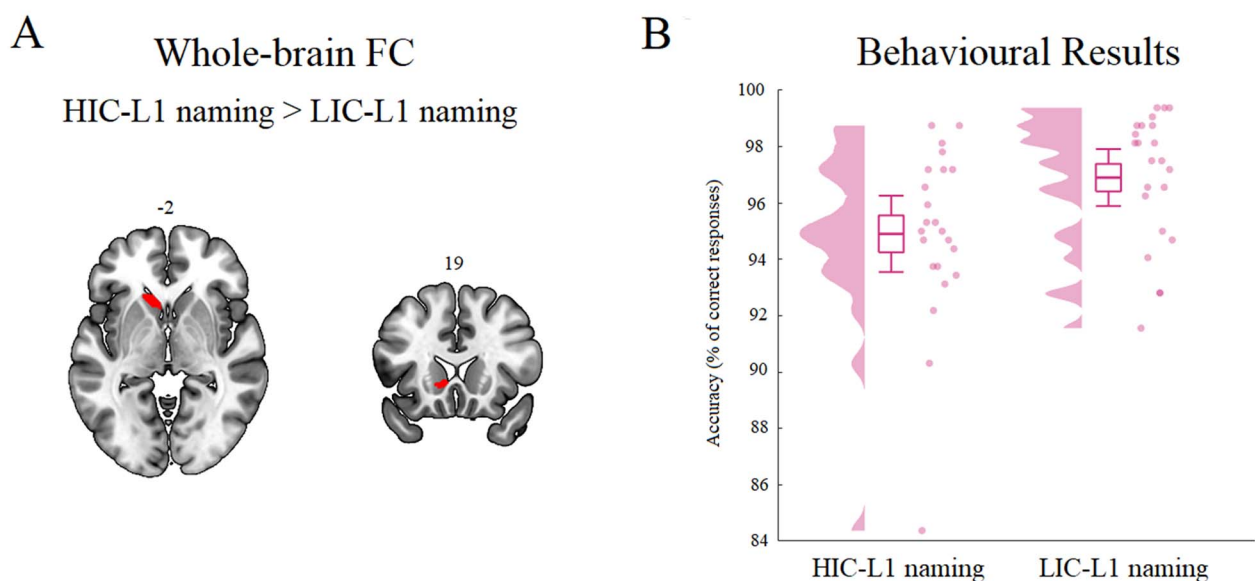 A
Whole-brain FC
HIC-L1 naming > LIC-L1 naming
-2
19
B
Behavioural Results
Accuracy (% of correct responses)
100
98
96
94
92
90
88
86
84
HIC-L1 naming
LIC-L1 naming